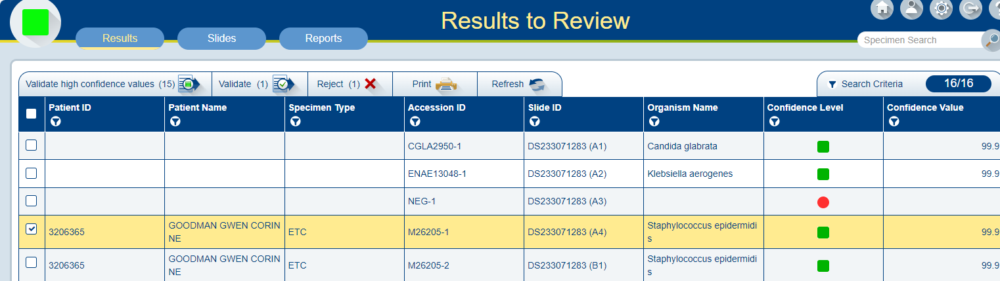 Results to Review
Results
Slides
Reports
Specimen Search
Validate high confidence values (15)
Validate (1)
Reject (1)
Print
Refresh
Search Criteria
16/16
Patient ID
Patient Name
Specimen Type
Accession ID
Slide ID
Organism Name
Confidence Level
Confidence Value
CGLA2950-1
DS233071283 (A1)
Candida glabrata
99.9
ENAE13048-1
DS233071283 (A2)
Klebsiella aerogenes
99.9
NEG-1
DS233071283 (A3)
3206365
GOODMAN GWEN CORIN
NE
ETC
M26205-1
DS233071283 (A4)
Staphylococcus epidermidi
s
99.9
3206365
GOODMAN GWEN CORIN
NE
ETC
M26205-2
DS233071283 (B1)
Staphylococcus epidermidi
s
99.9